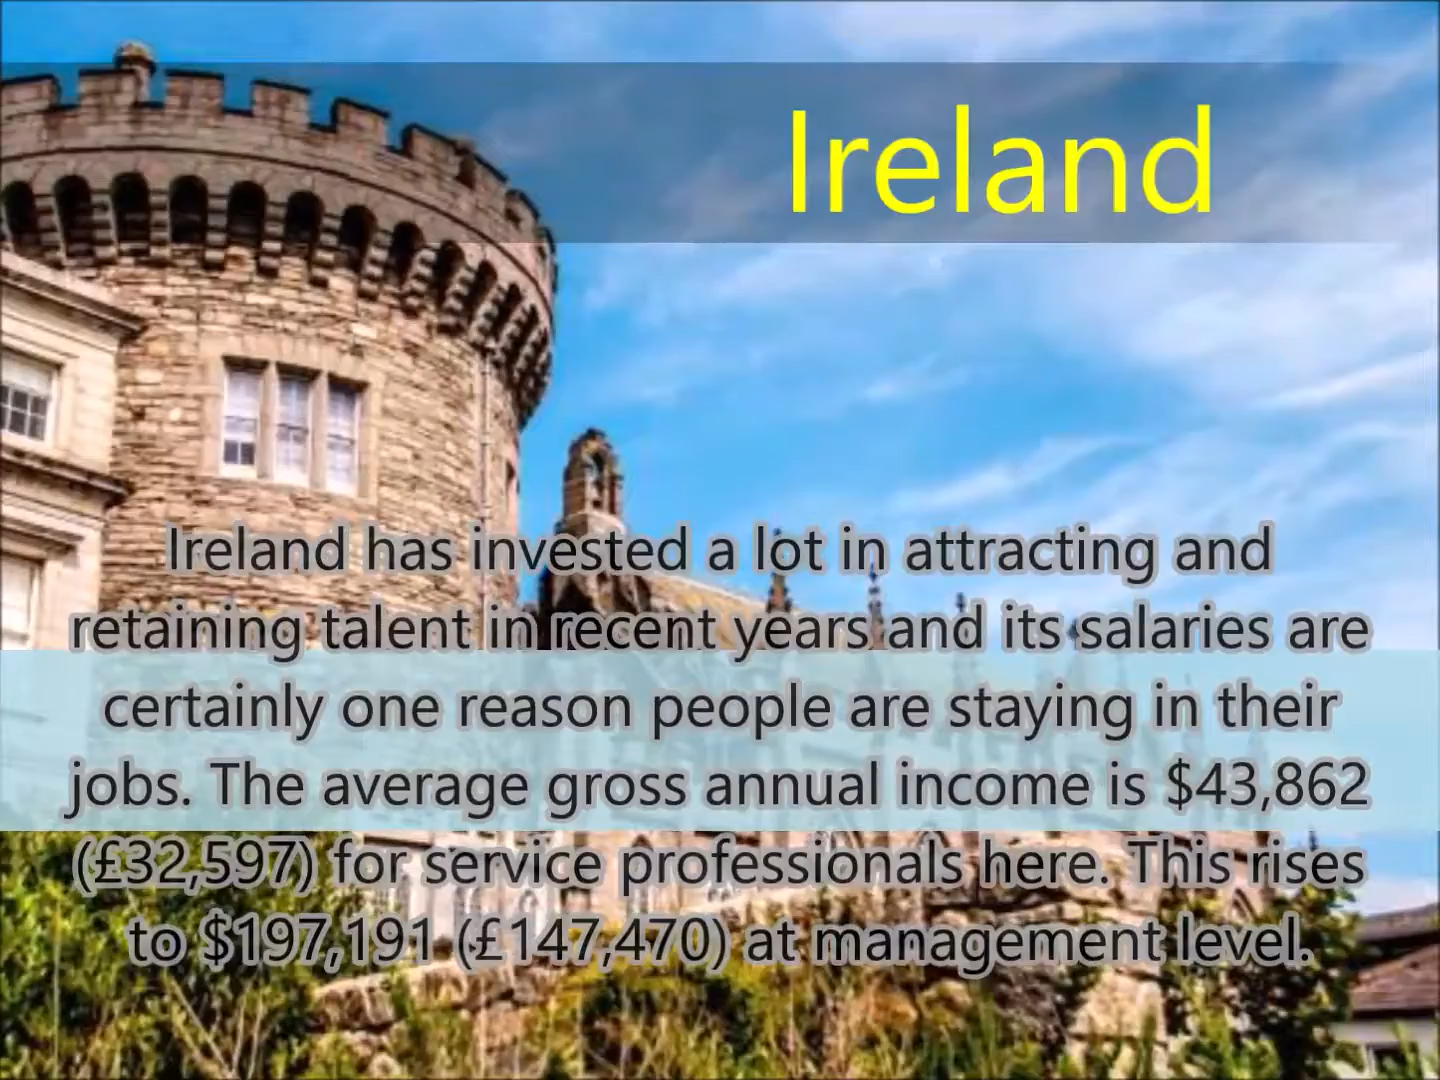 Ireland
Ireland has invested a lot in attracting and
retaining talent in recent years and its salaries are
certainly one reason people are staying in their
jobs. The average gross annual income is $43,862
(£32,597) for service professionals here. This rises
to $197,191 (£147,470) at management level.